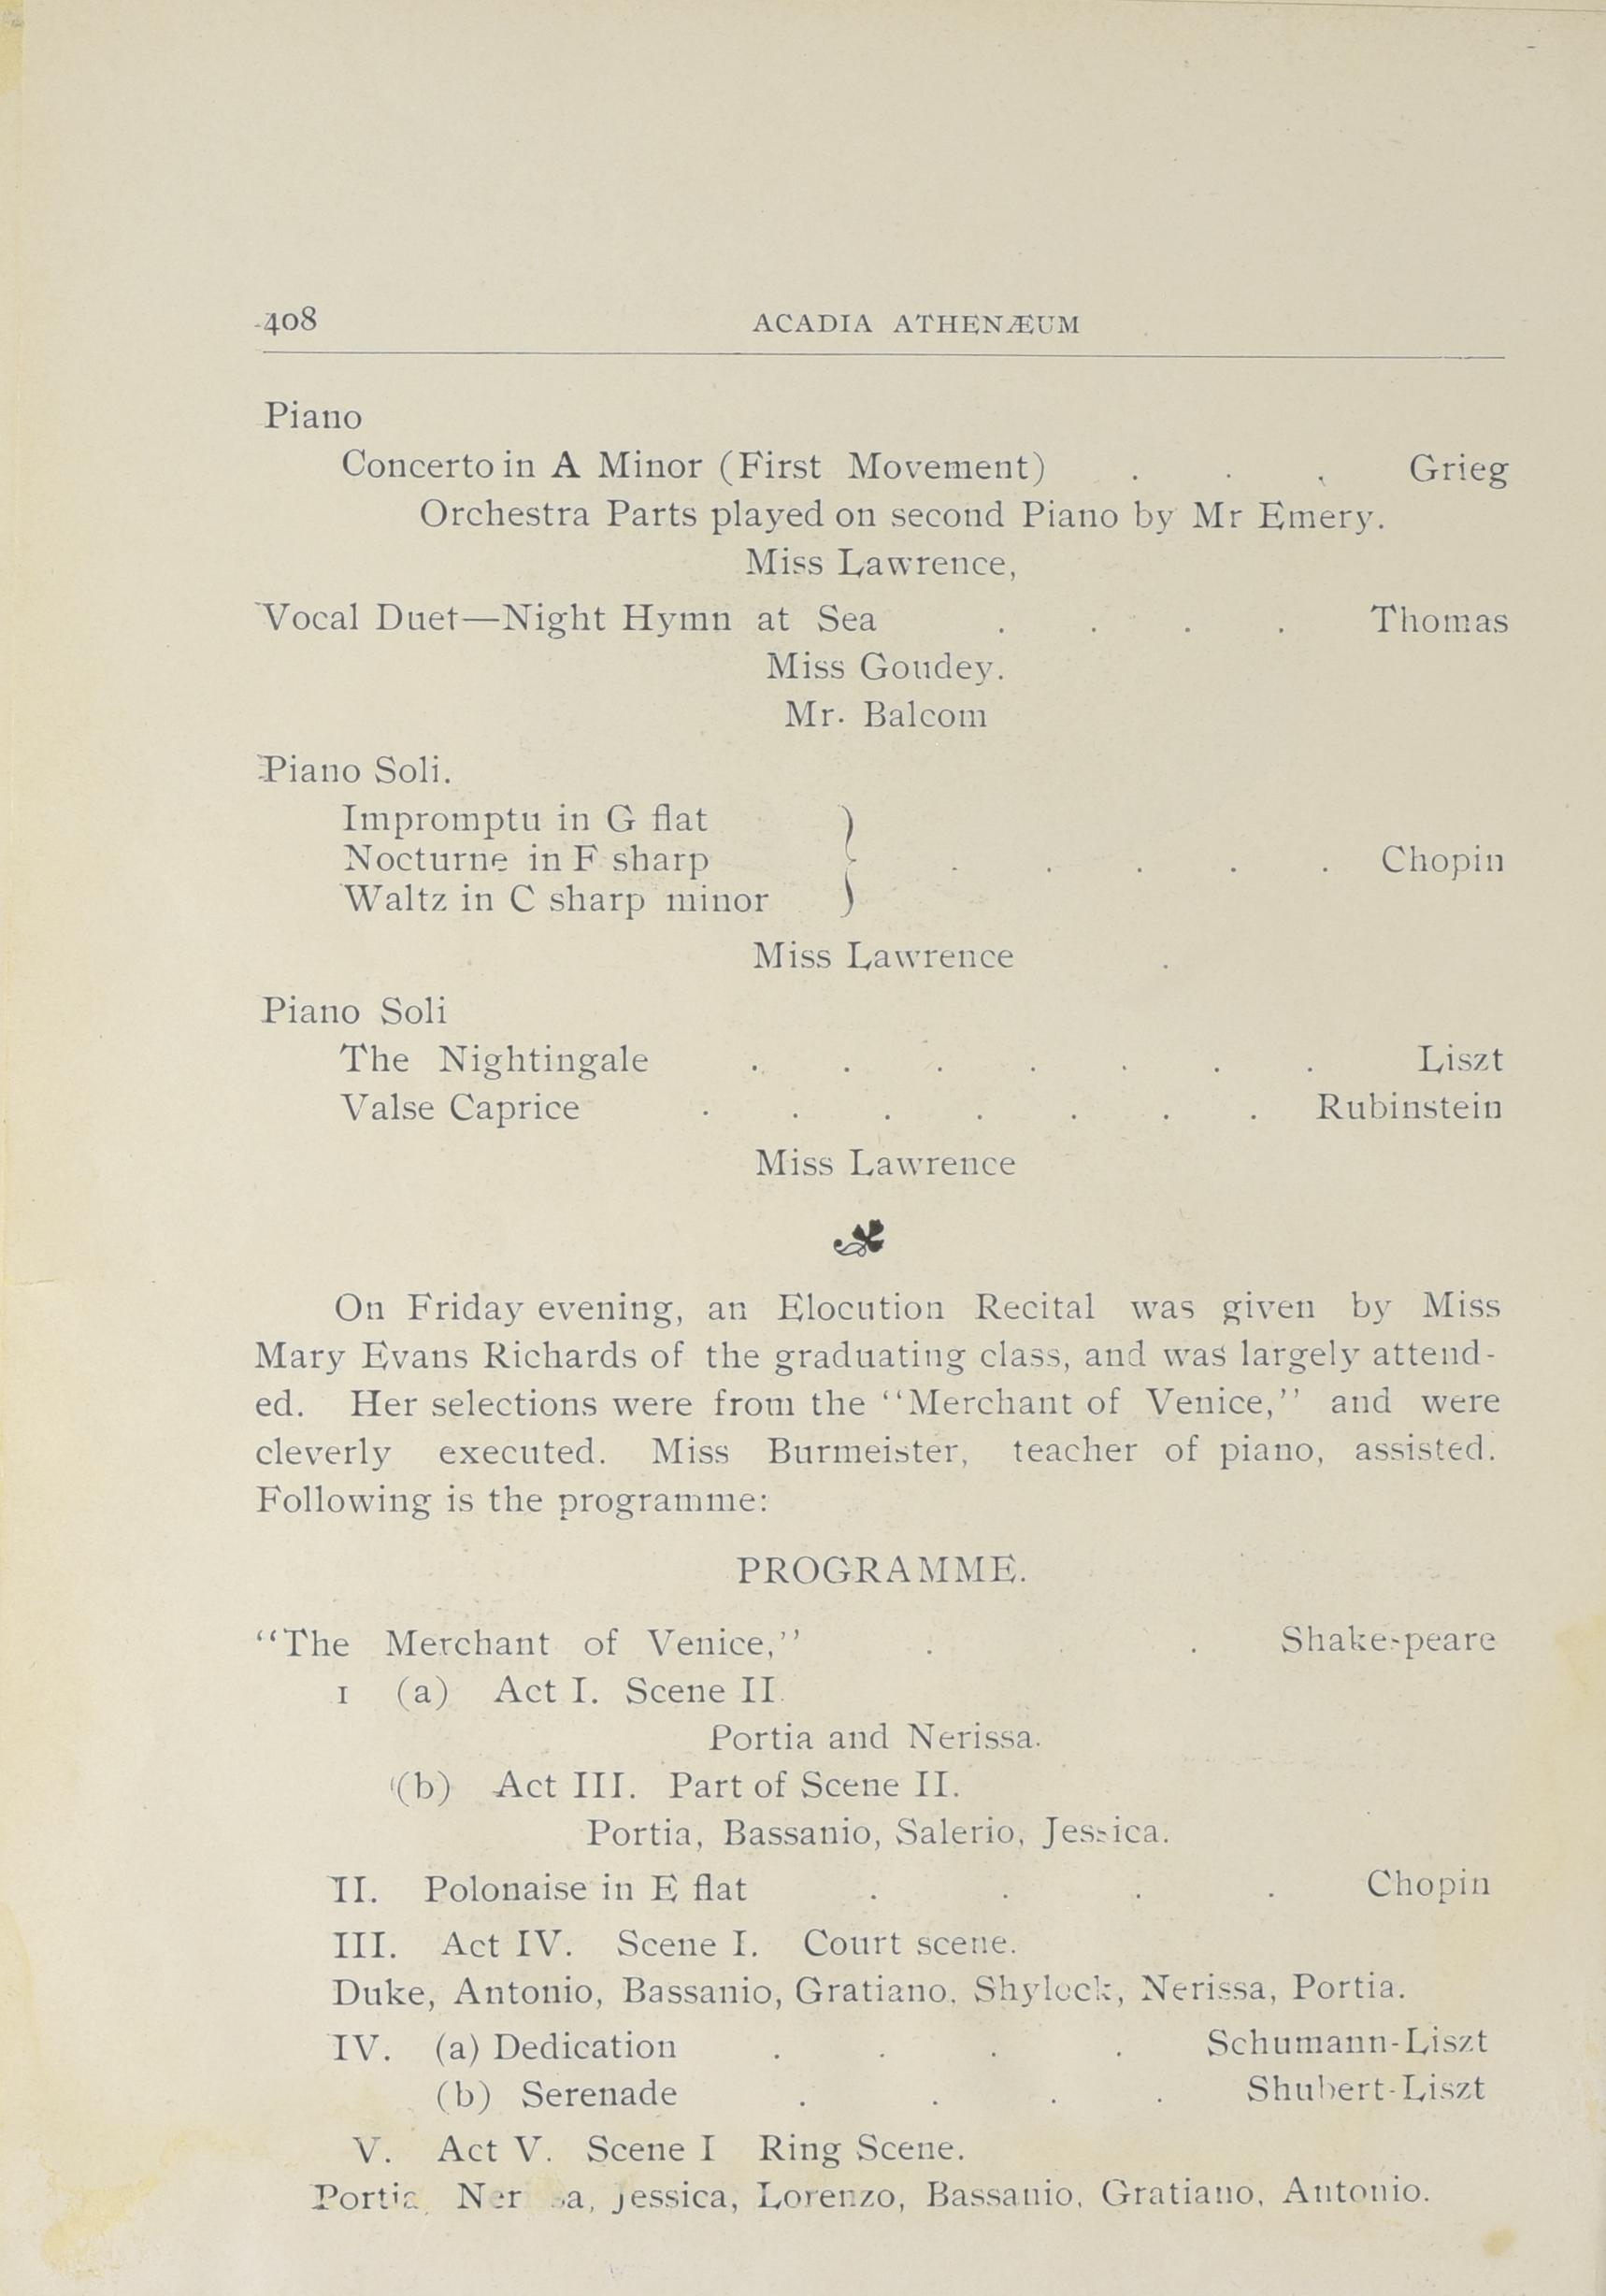 408 ACADIA ATHENÆUM
Piano
Concerto in A Minor (First Movement) . . . Grieg
Orchestra Parts played on second Piano by Mr Emery.
Miss Lawrence,
Vocal Duet—Night Hymn at Sea . . . . Thomas
Miss Goudey.
Mr. Balcom
Piano Soli.
Impromptu in G flat
Nocturne in F sharp } . . . . . Chopin
Waltz in C sharp minor
Miss Lawrence
Piano Soli
The Nightingale . . . . . . . Liszt
Valse Caprice . . . . . . . Rubinstein
Miss Lawrence
On Friday evening, an Elocution Recital was given by Miss
Mary Evans Richards of the graduating class, and was largely attend-
ed. Her selections were from the "Merchant of Venice," and were
cleverly executed. Miss Burmeister, teacher of piano, assisted.
Following is the programme:
PROGRAMME.
"The Merchant of Venice," . . . Shakespeare
I (a) Act I. Scene II.
Portia and Nerissa.
(b) Act III. Part of Scene II.
Portia, Bassanio, Salerio, Jessica.
II. Polonaise in E flat . . . . Chopin
III. Act IV. Scene I. Court scene.
Duke, Antonio, Bassanio, Gratiano, Shylock, Nerissa, Portia.
IV. (a) Dedication . . . . Schumann-Liszt
(b) Serenade . . . . Shubert-Liszt
V. Act V. Scene I Ring Scene.
Portia, Nerissa, Jessica, Lorenzo, Bassanio, Gratiano, Antonio.